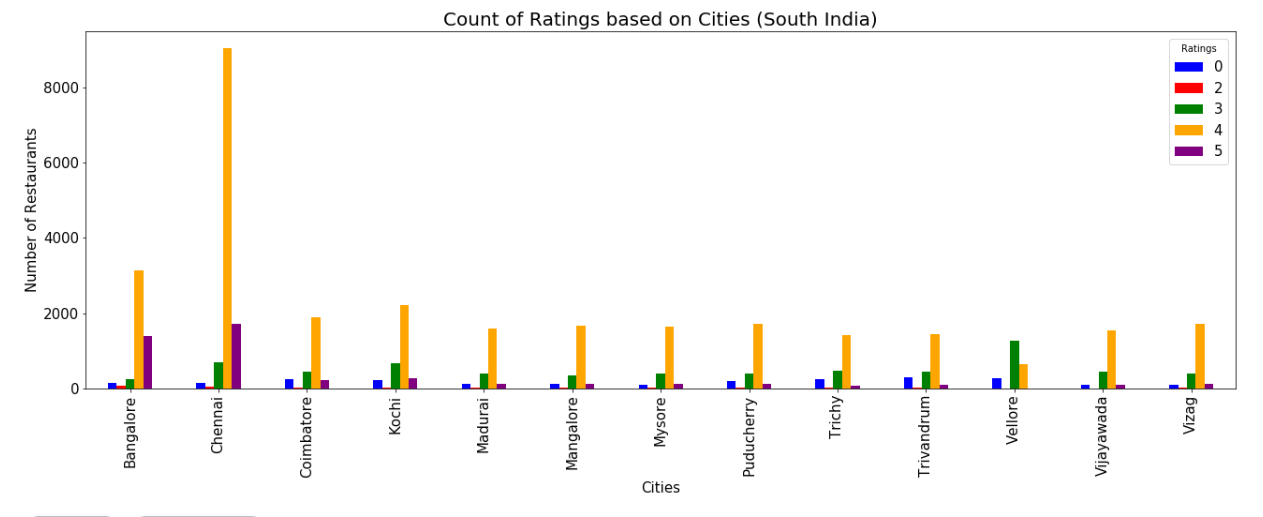 Count of Ratings based on Cities (South India)
Number of Restaurants
8000
6000
4000
2000
0
Ratings
0
2
3
4
5
Bangalore
Chennai
Coimbatore
Kochi
Madurai
Mangalore
Mysore
Puducherry
Trichy
Trivandrum
Vellore
Vijayawada
Vizag
Cities